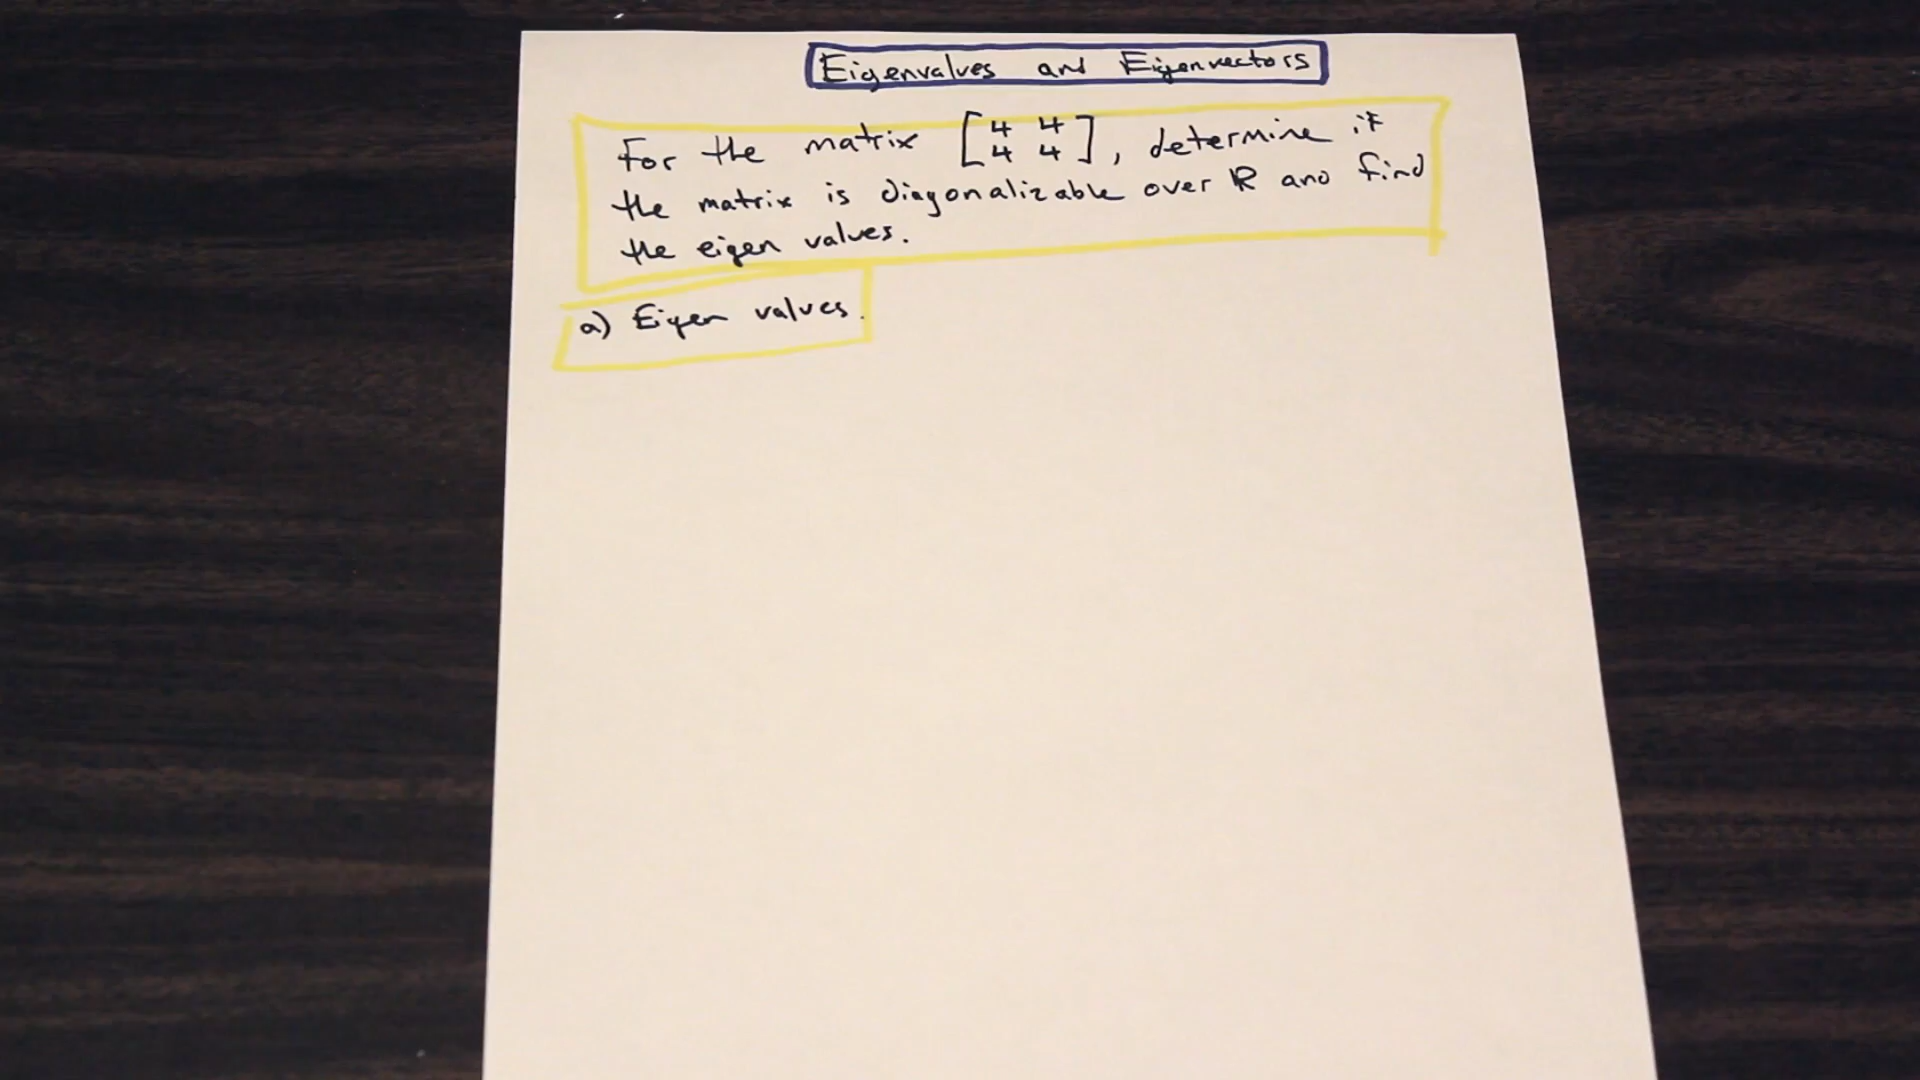 Eigenvalues and Eigenvectors
For the matrix [4 4 4 4], determine if
the matrix is diagonalizable over ℝ and find
the eigen values.
a) Eigen values.